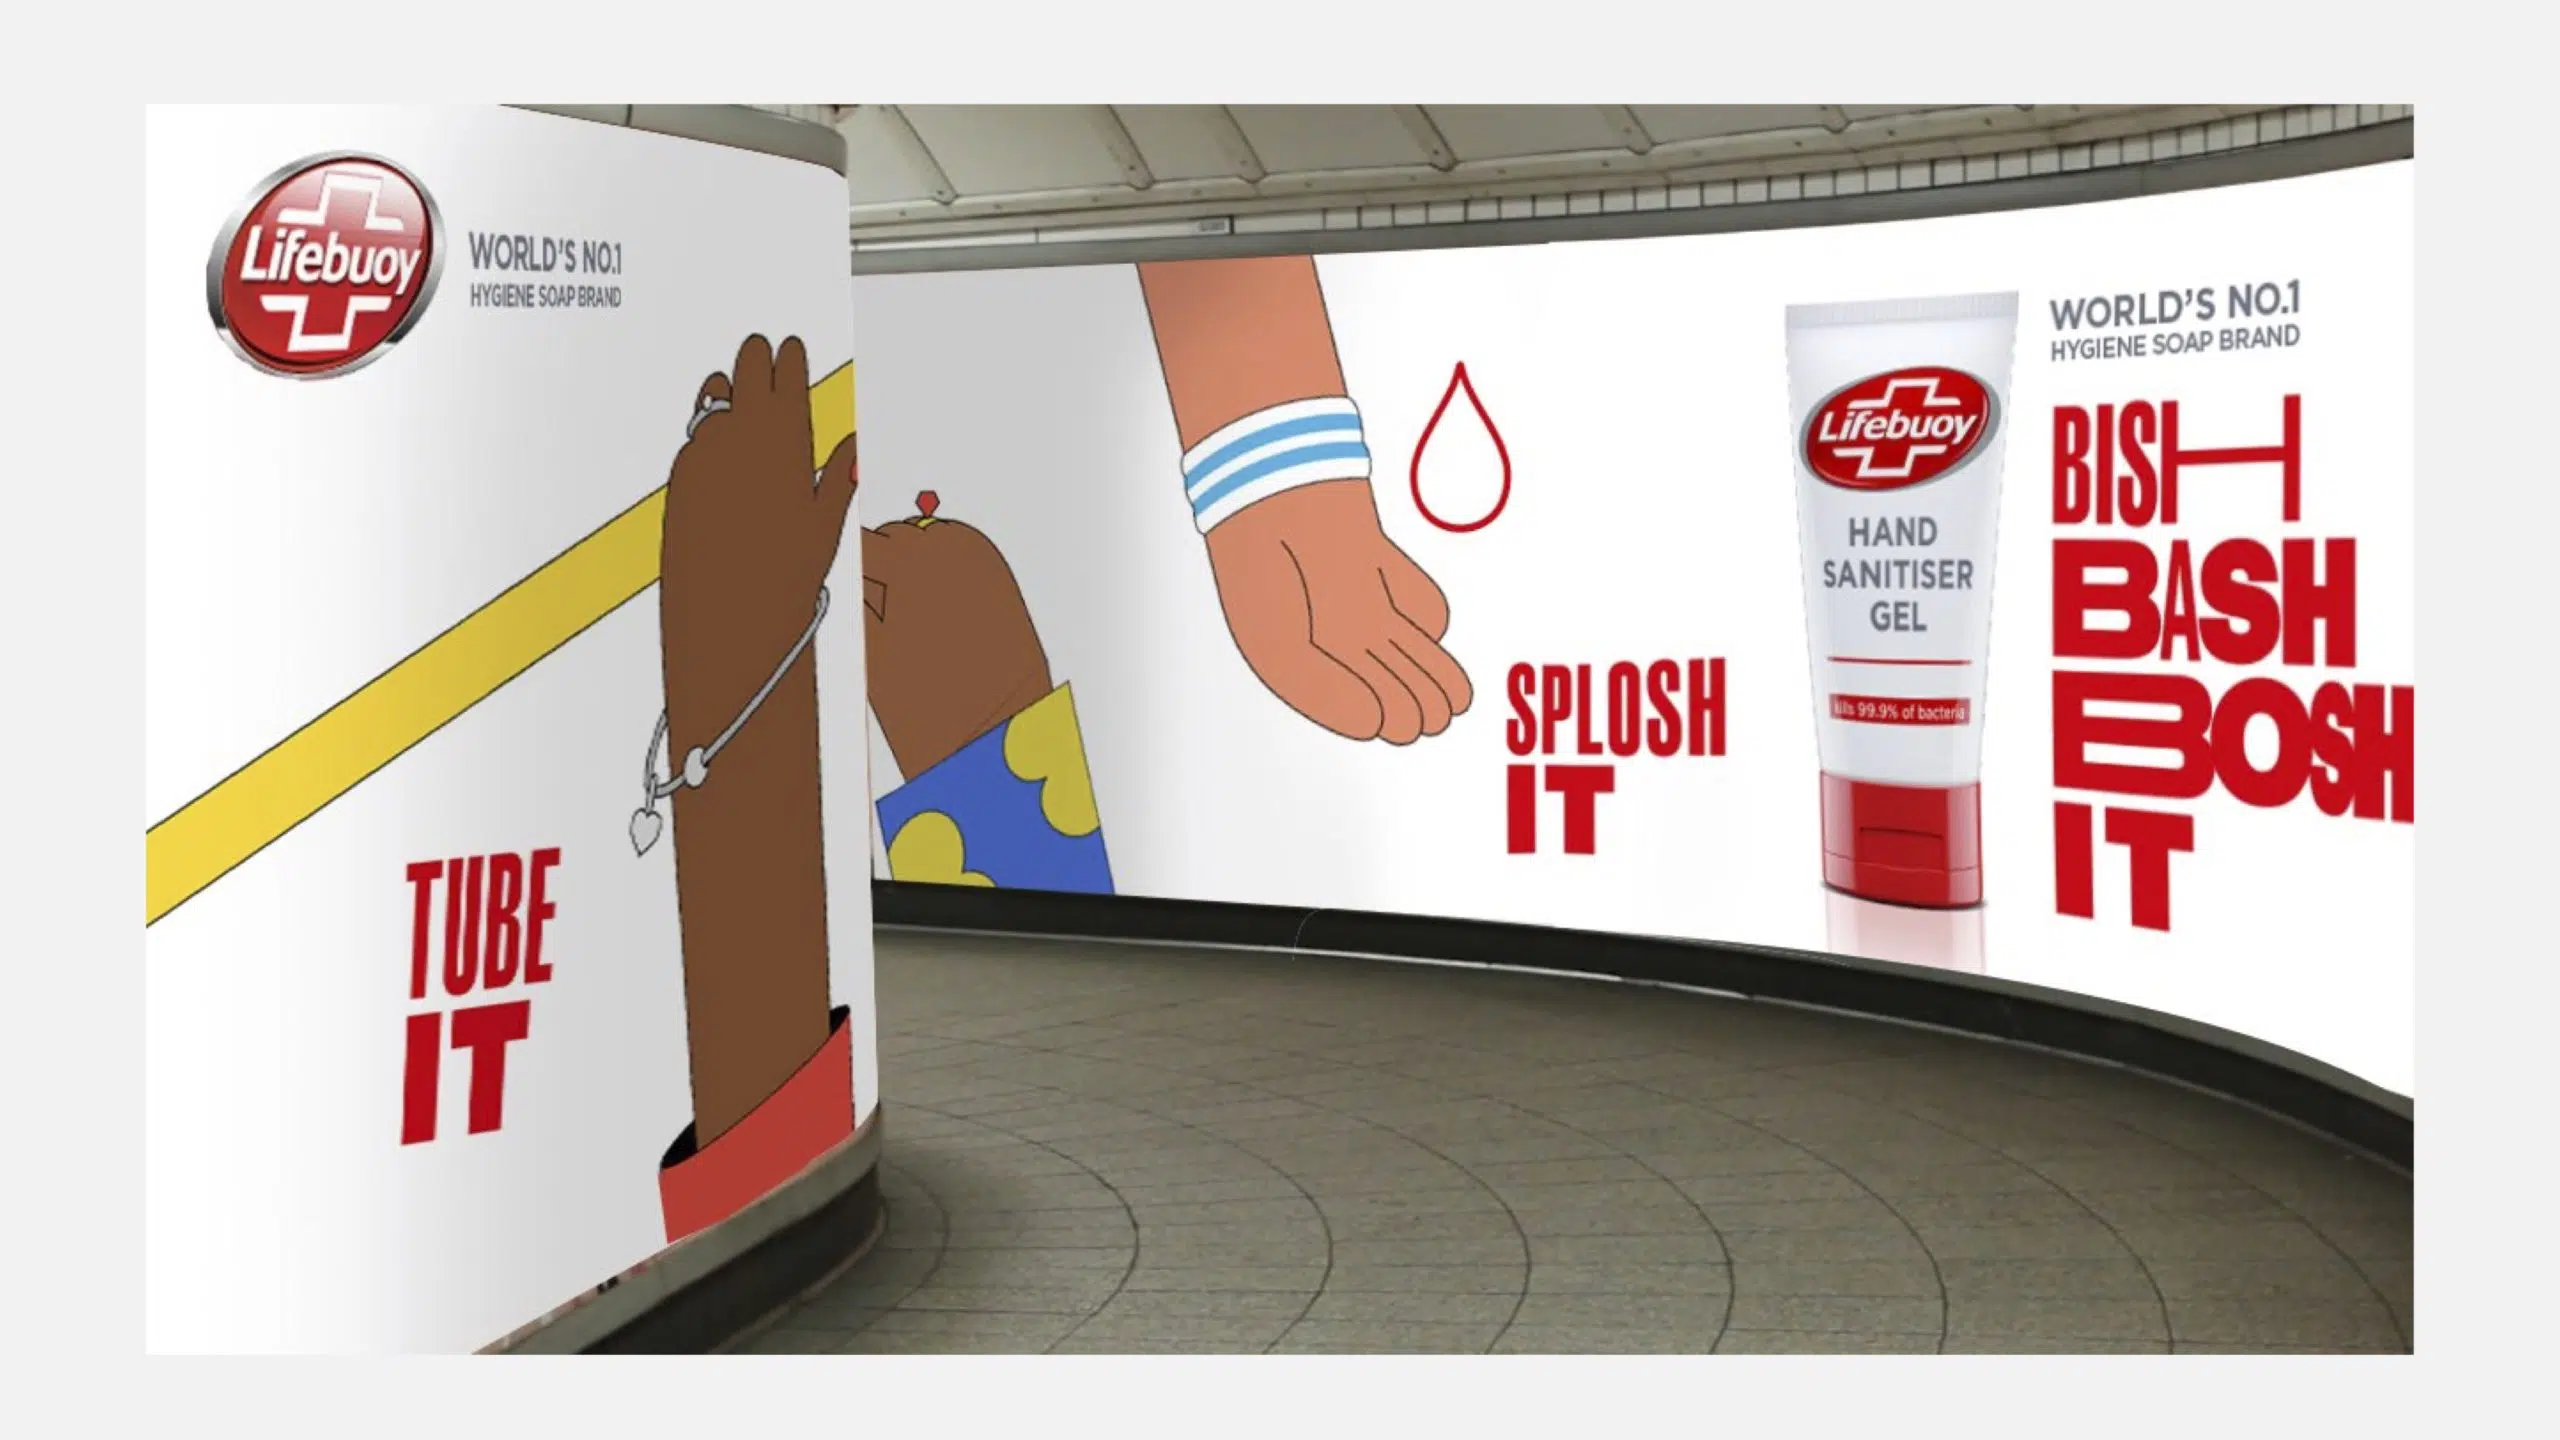 Lifebuoy
WORLD'S NO.1
HYGIENE SOAP BRAND
TUBE
IT
SPLOSH
IT
Lifebuoy
HAND
SANITISER
GEL
kills 99.9% of bacteria
WORLD'S NO.1
HYGIENE SOAP BRAND
BISH
BASH
BOSH
IT